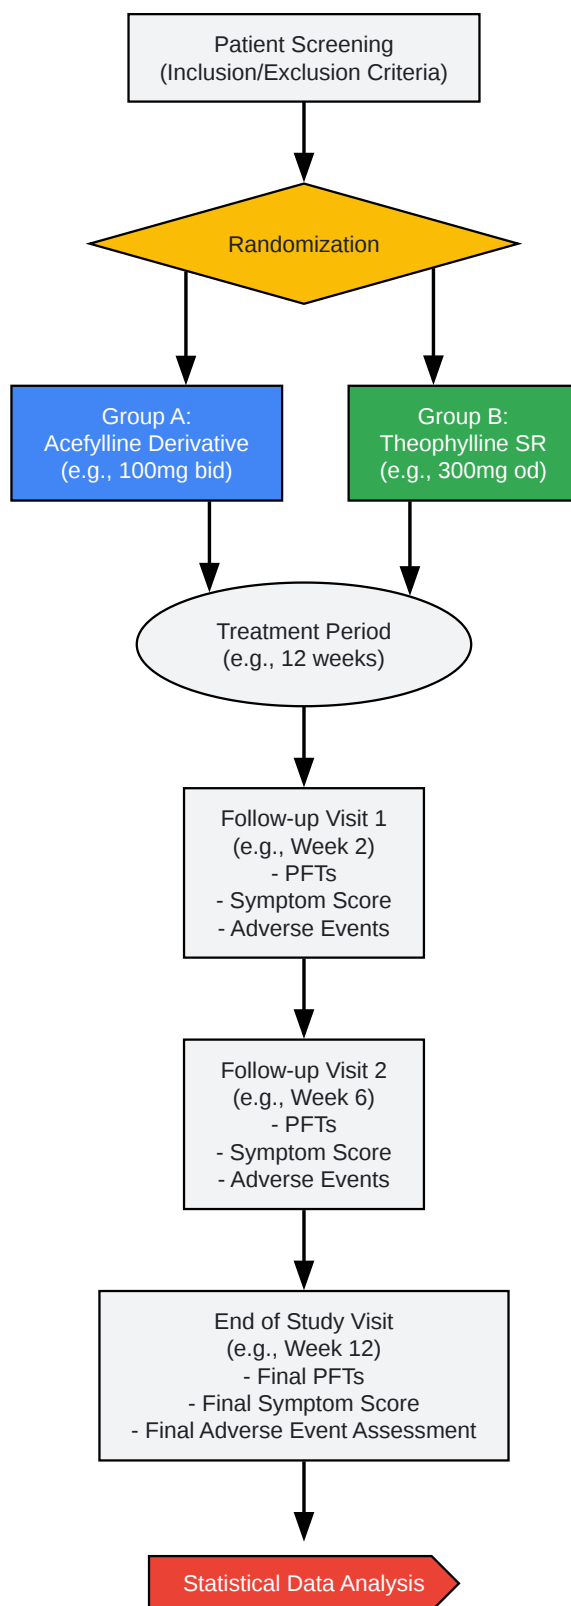 Patient Screening
(Inclusion/Exclusion Criteria)
Randomization
Group A:
Acefylline Derivative
(e.g., 100mg bid)
Group B:
Theophylline SR
(e.g., 300mg od)
Treatment Period
(e.g., 12 weeks)
Follow-up Visit 1
(e.g., Week 2)
- PFTs
- Symptom Score
- Adverse Events
Follow-up Visit 2
(e.g., Week 6)
- PFTs
- Symptom Score
- Adverse Events
End of Study Visit
(e.g., Week 12)
- Final PFTs
- Final Symptom Score
- Final Adverse Event Assessment
Statistical Data Analysis